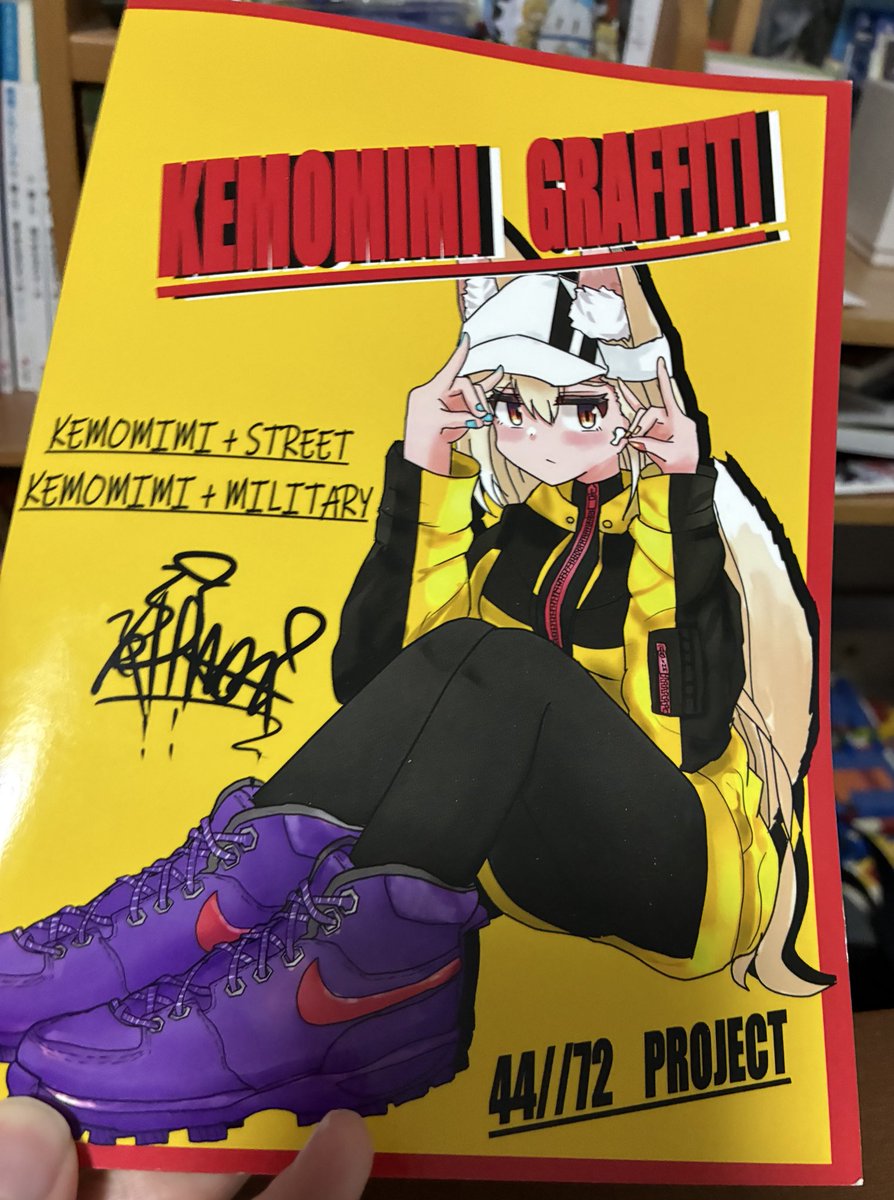 KEMOMIMI GRAFFITI
KEMOMIMI + STREET
KEMOMIMI + MILITARY
44//72 PROJECT